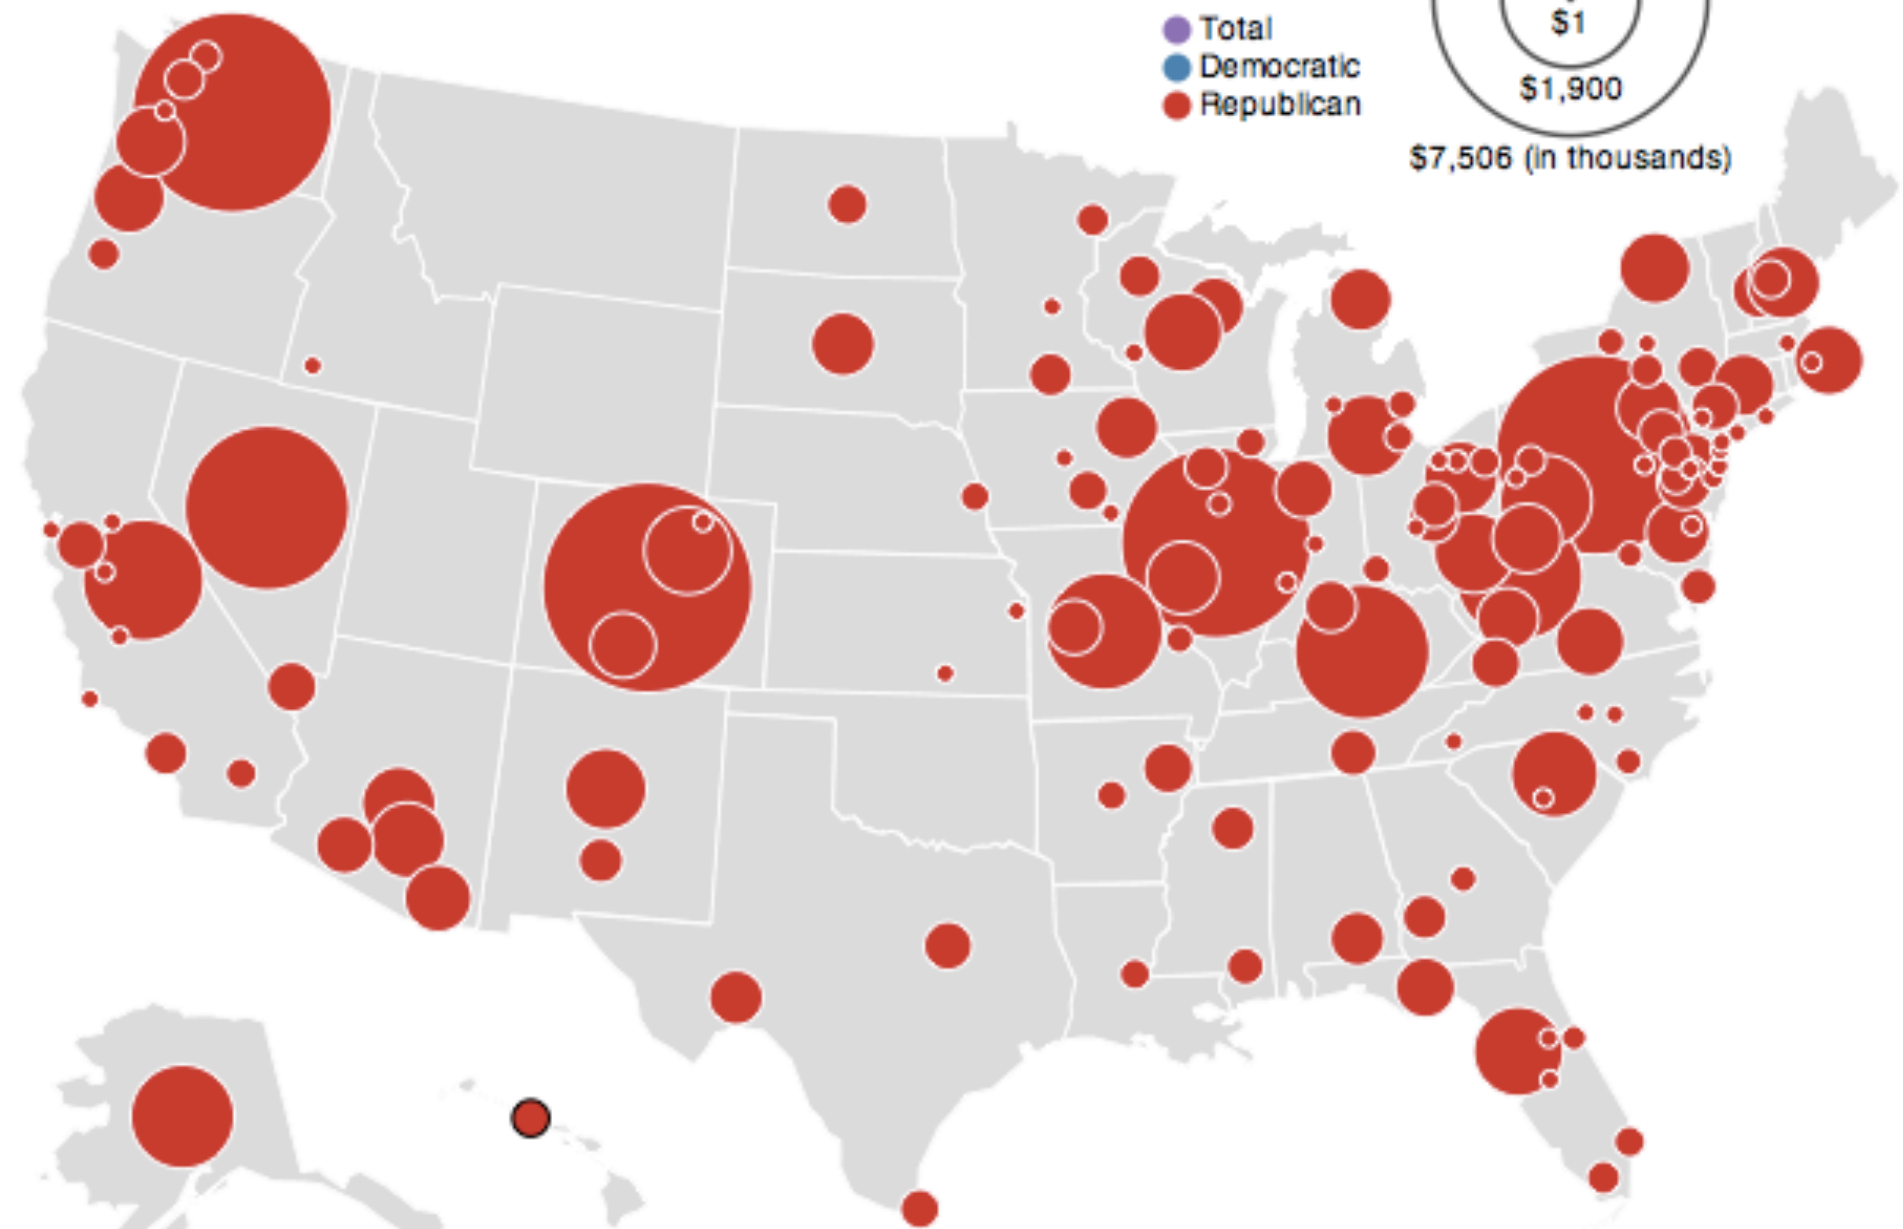 Total
Democratic
Republican
$1
$1,900
$7,506 (in thousands)